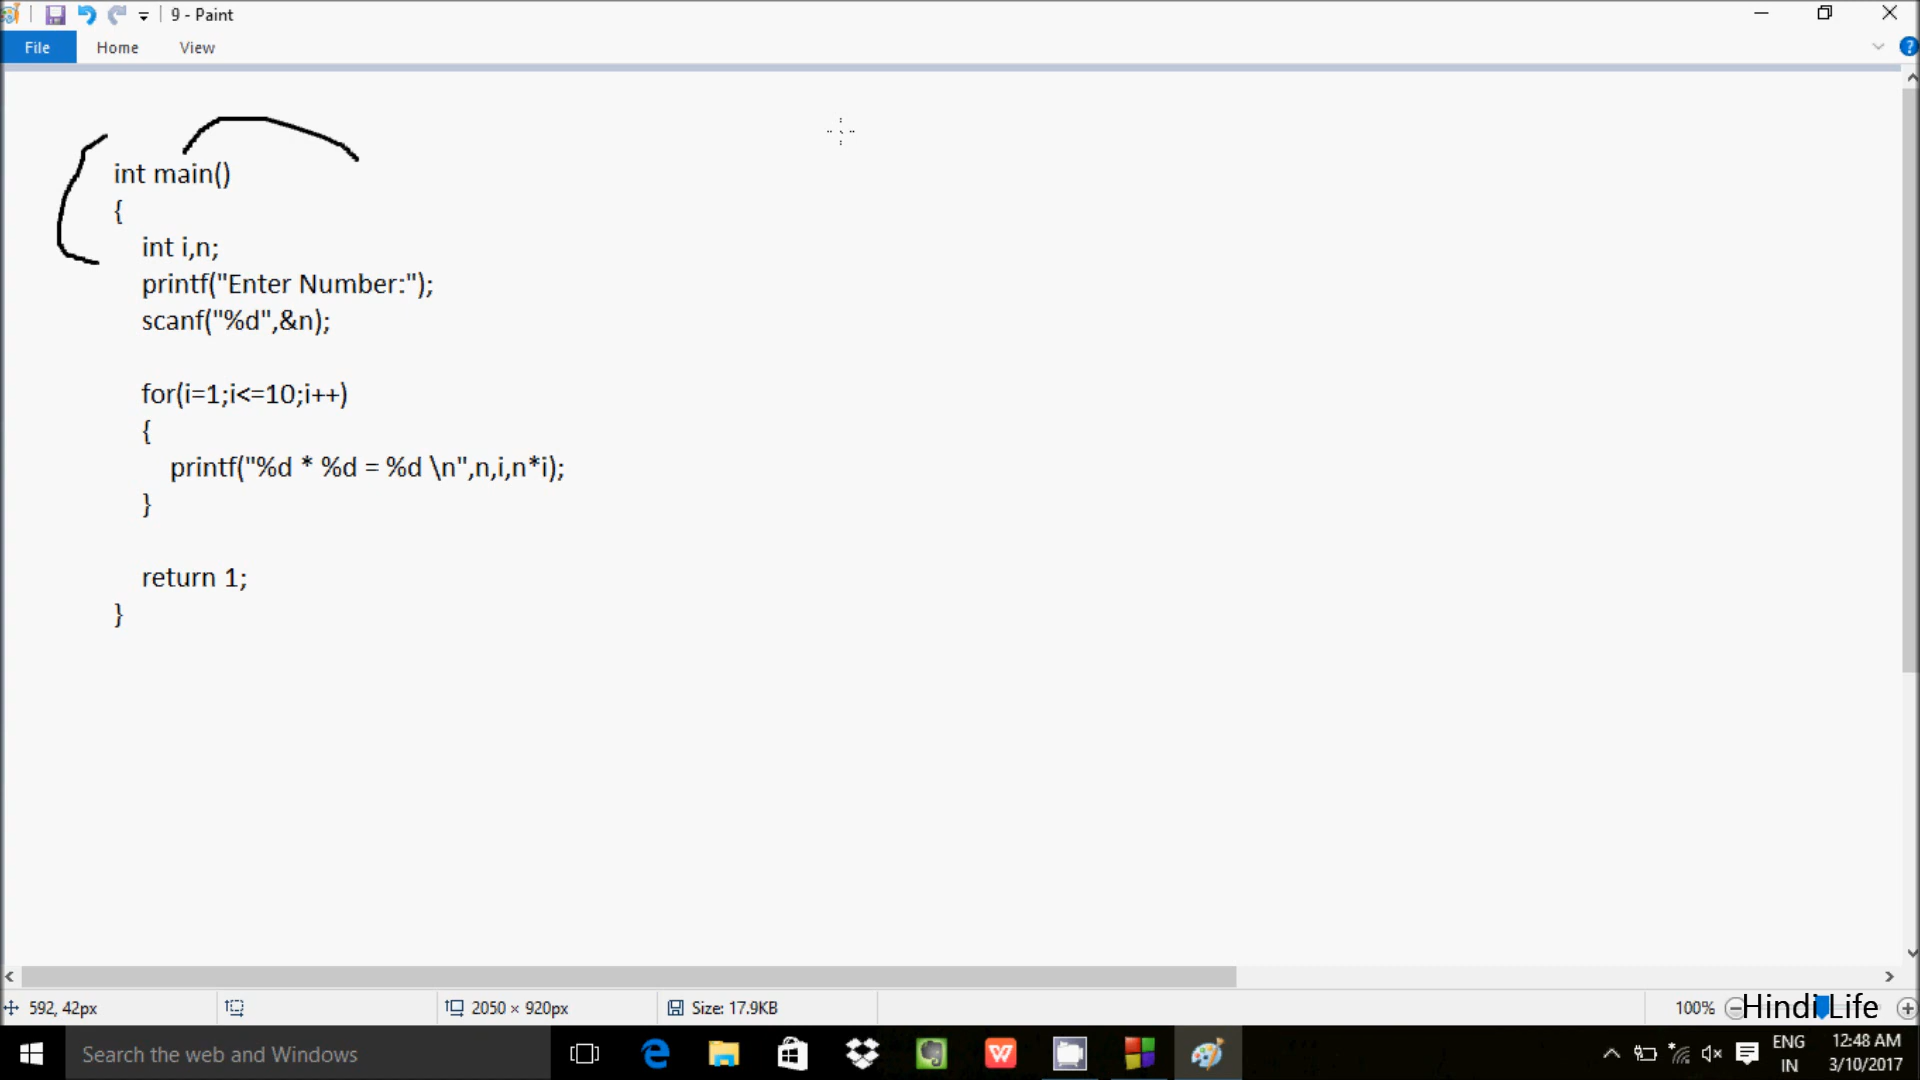 9 - Paint
File Home View
int main()
{
int i,n;
printf("Enter Number:");
scanf("%d",&n);
for(i=1;i<=10;i++)
{
printf("%d * %d = %d \n",n,i,n*i);
}
return 1;
}
592, 42px
2050 × 920px
Size: 17.9KB
100%
Hindi Life
Search the web and Windows
ENG
IN
12:48 AM
3/10/2017